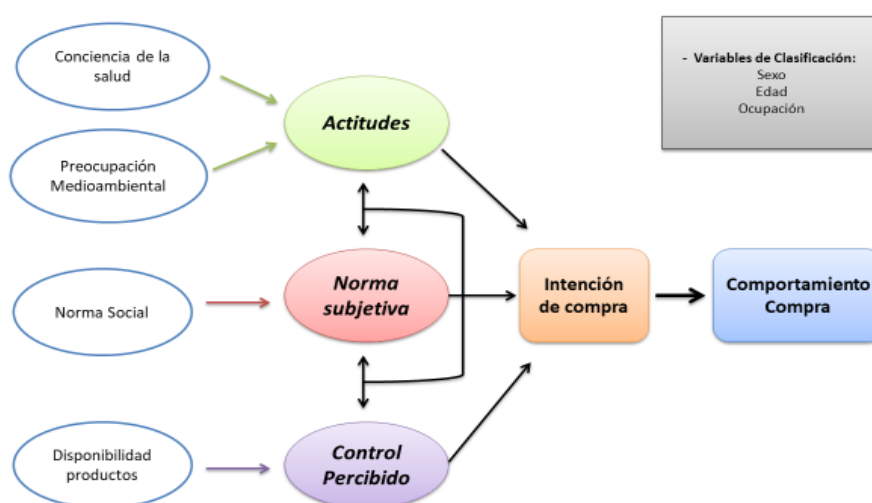 Conciencia de la
salud
Preocupación
Medioambiental
Norma Social
Disponibilidad
productos
Actitudes
Norma
subjetiva
Control
Percibido
Intención
de compra
Comportamiento
Compra
- Variables de Clasificación:
Sexo
Edad
Ocupación